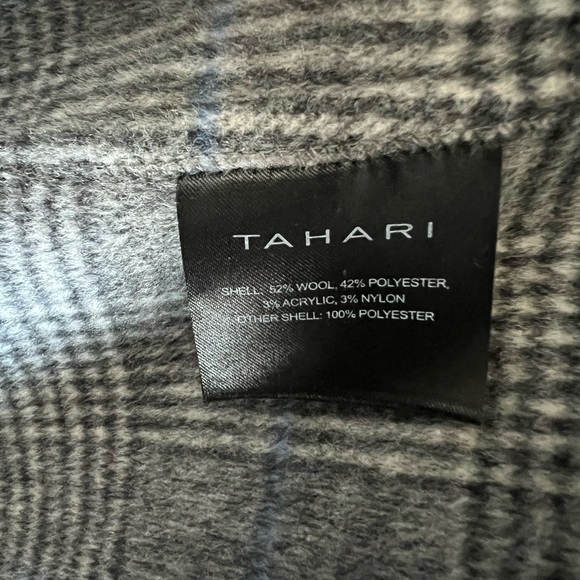 TAHARI
SHELL: 52% WOOL, 42% POLYESTER,
3% ACRYLIC, 3% NYLON
OTHER SHELL: 100% POLYESTER